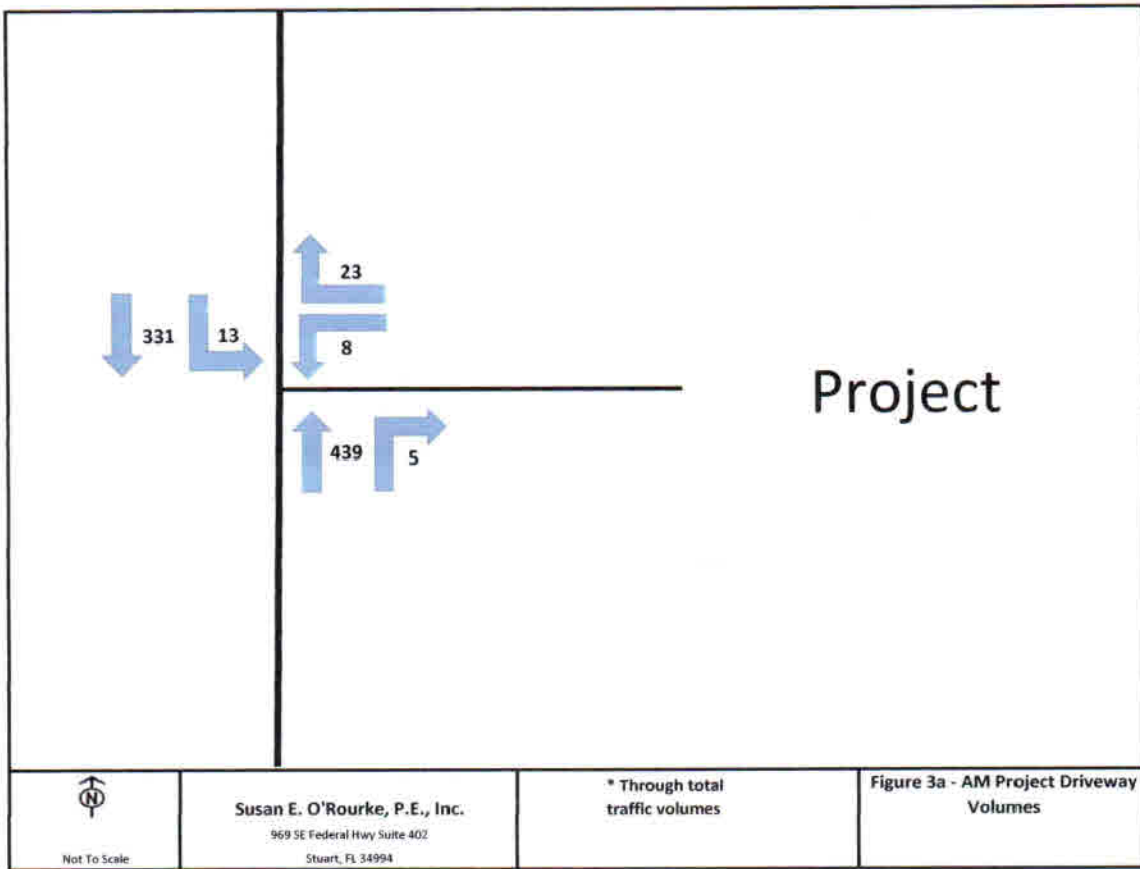 23
331
13
8
Project
439
5
N
Not To Scale
Susan E. O'Rourke, P.E., Inc.
969 SE Federal Hwy Suite 402
Stuart, FL 34994
* Through total
traffic volumes
Figure 3a - AM Project Driveway
Volumes